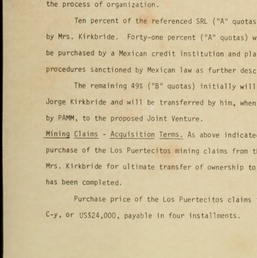 the process of organization.
Ten percent of the referenced SRL ("A" quotas
by Mrs. Kirkbride. Forty-one percent ("A" quotas) w
be purchased by a Mexican credit institution and pla
procedures sanctioned by Mexican law as further desc
The remaining 49% ("B" quotas) initially will
Jorge Kirkbride and will be transferred by him, when
by PAMM, to the proposed Joint Venture.
Mining Claims - Acquisition Terms. As above indicate
purchase of the Los Puertecitos mining claims from t
Mrs. Kirkbride for ultimate transfer of ownership to
has been completed.
Purchase price of the Los Puertecitos claims
C-y, or US$24,000, payable in four installments.